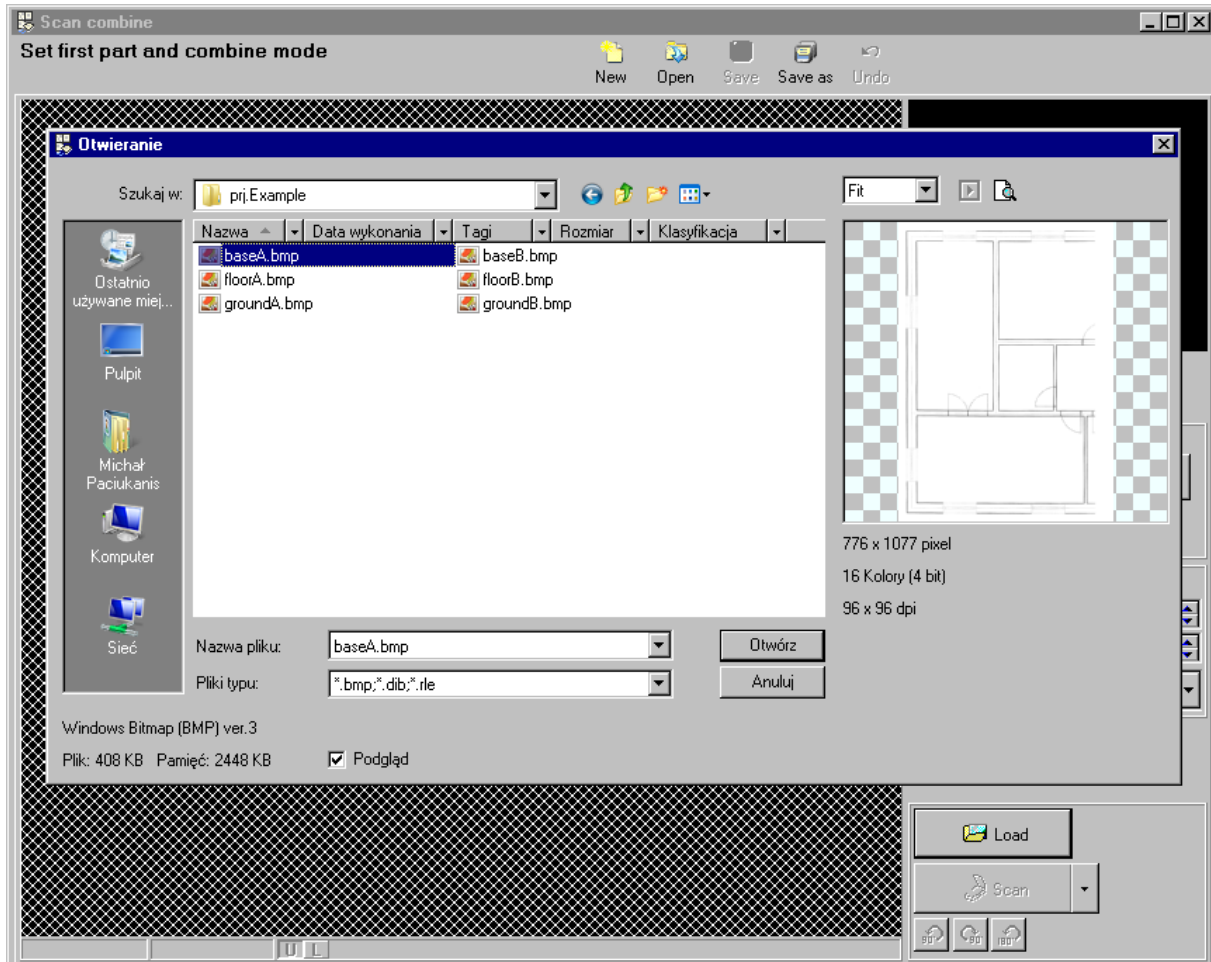 Scan combine
Set first part and combine mode
New Open Save Save as Undo
Otwieranie
Szukaj w: prj.Example
Fit
Nazwa Data wykonania Tagi Rozmiar Klasyfikacja
baseA.bmp baseB.bmp
floorA.bmp floorB.bmp
groundA.bmp groundB.bmp
Ostatnio
używane miej...
Pulpit
Michał
Paciukanis
Komputer
Sieć
776 x 1077 pixel
16 Kolory (4 bit)
96 x 96 dpi
Nazwa pliku: baseA.bmp Otwórz
Pliki typu: *.bmp;*.dib;*.rle Anuluj
Windows Bitmap (BMP) ver.3
Plik: 408 KB Pamięć: 2448 KB Podgląd
Load
Scan
90° 90° 180°
U L